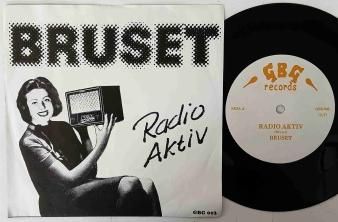 BRUSET
Radio
Aktiv
GBG 003
GBG
records
RADIO AKTIV
BRUSET